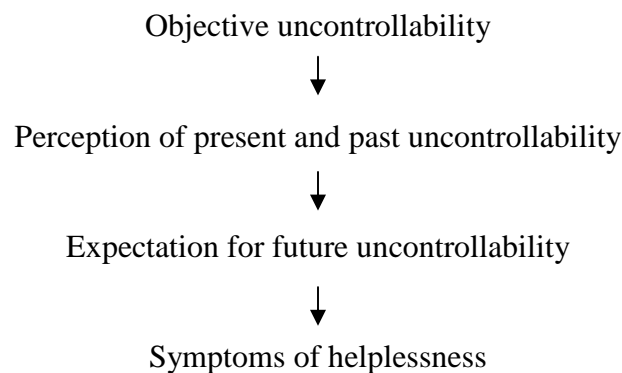 Objective uncontrollability
Perception of present and past uncontrollability
Expectation for future uncontrollability
Symptoms of helplessness